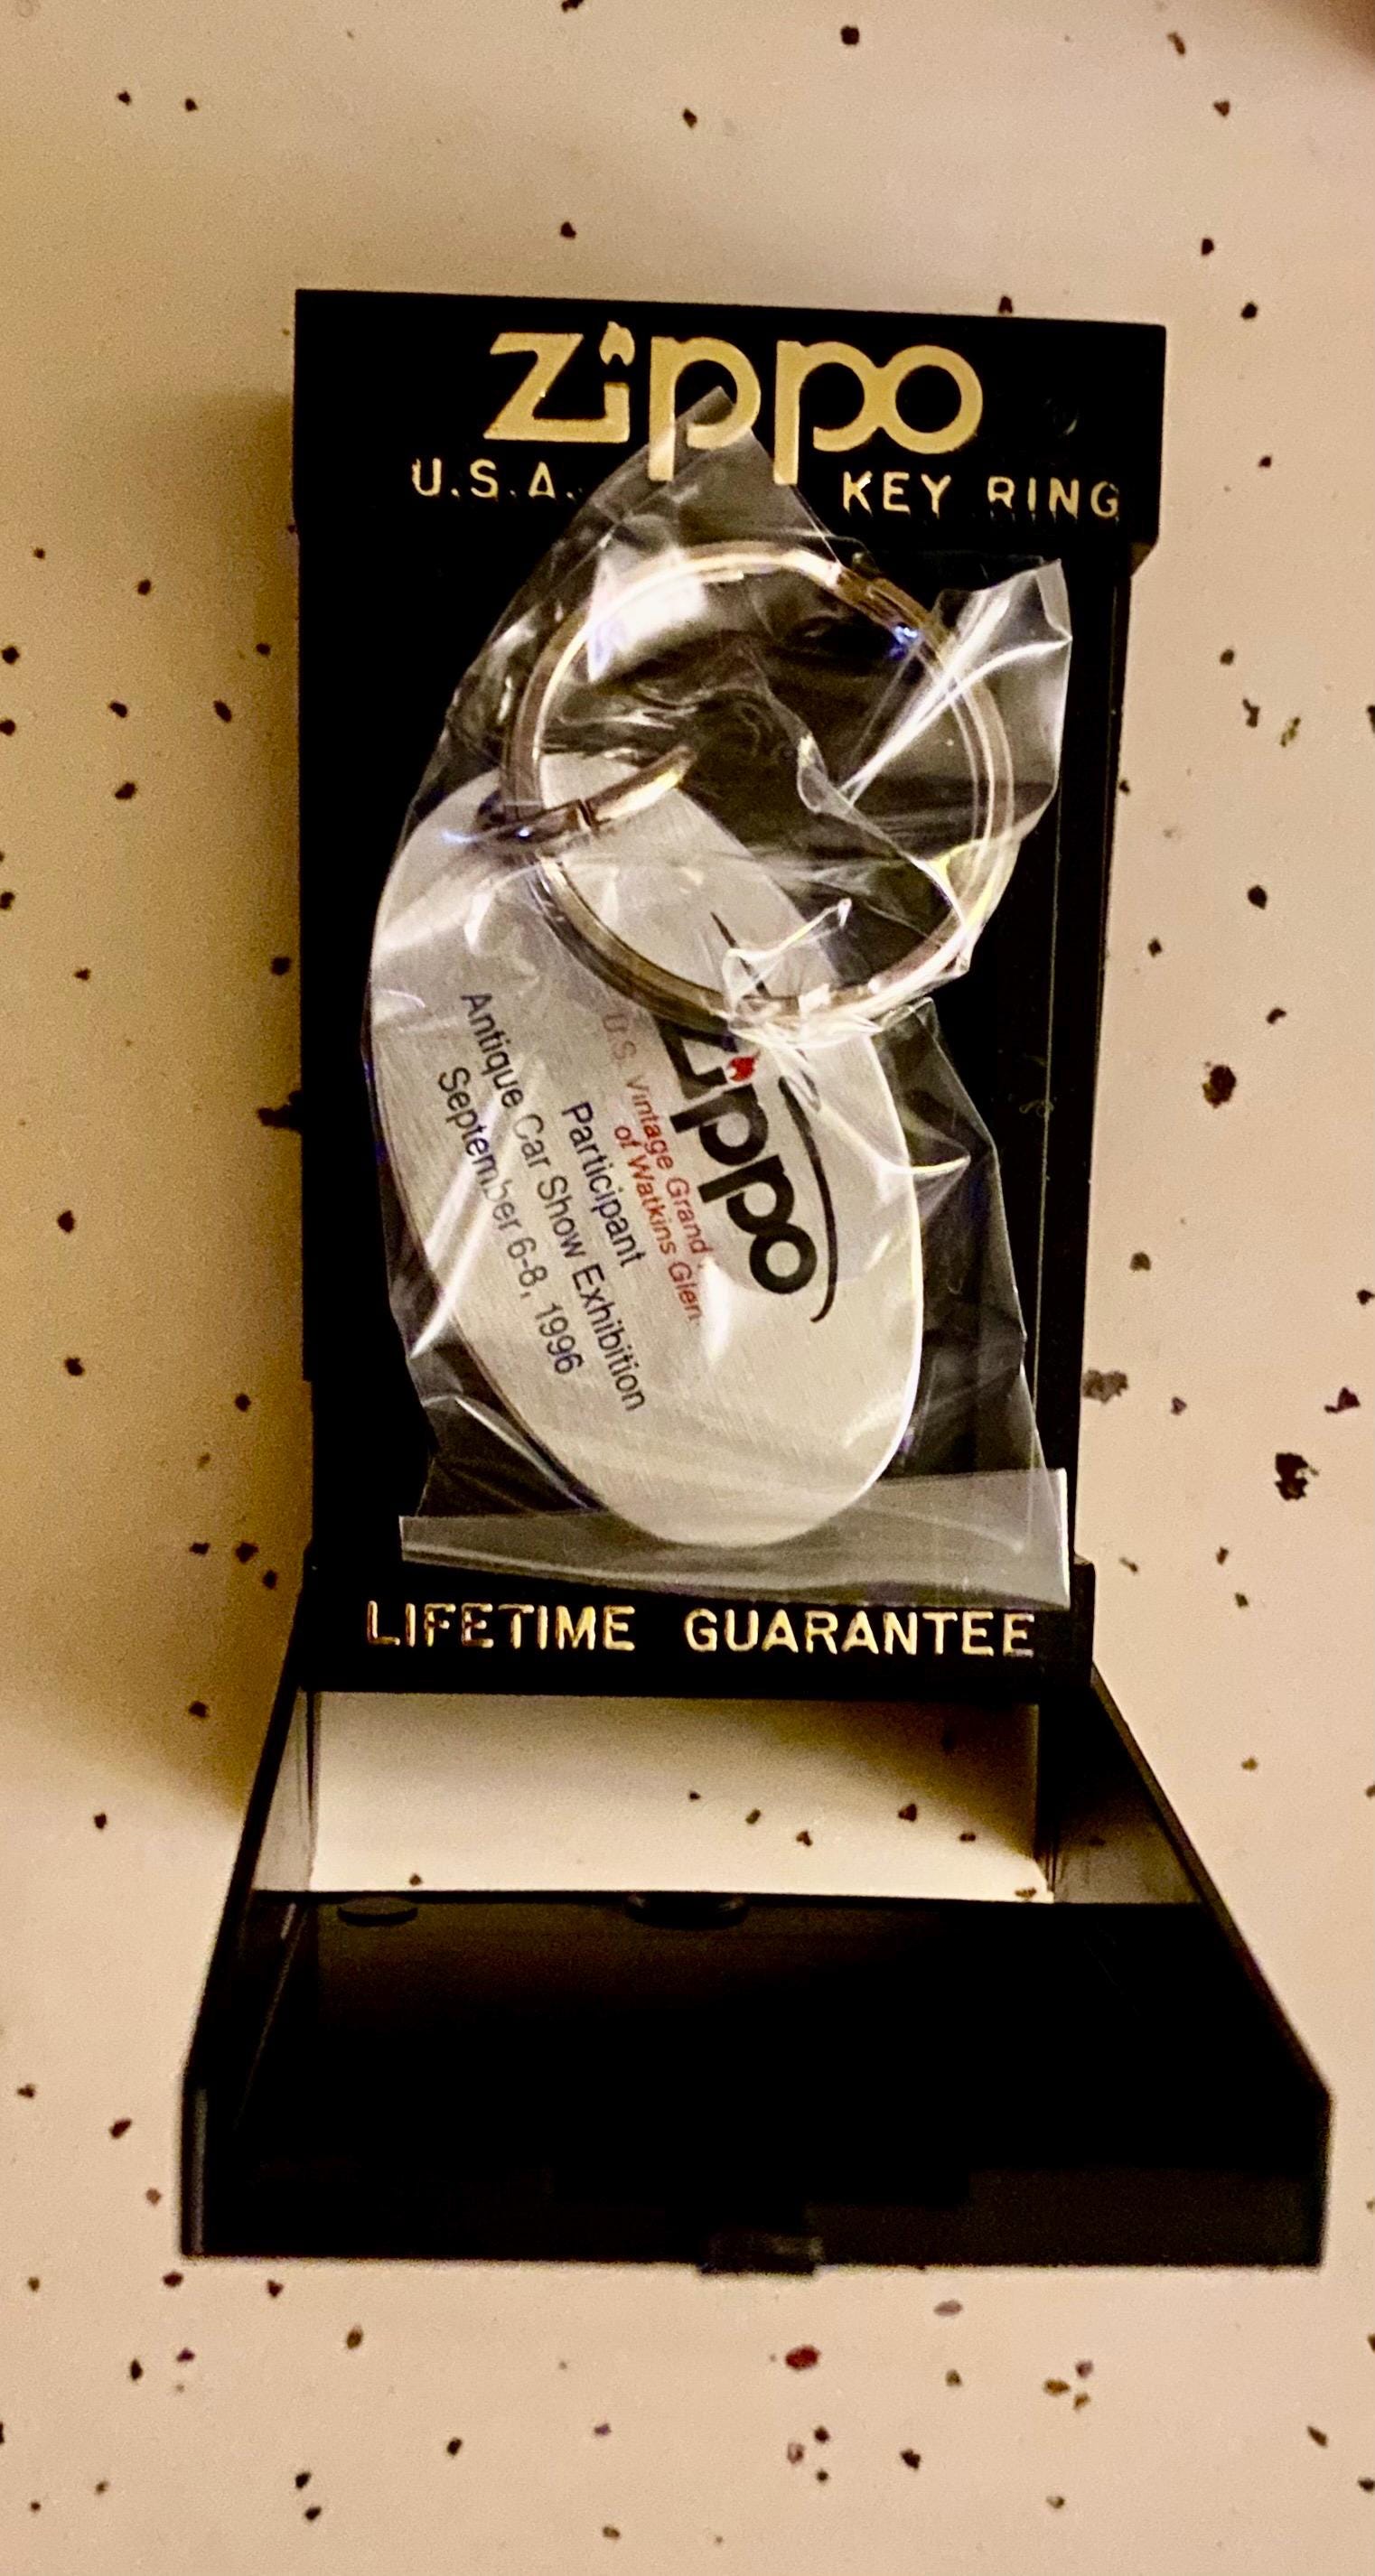 Zippo
U.S.A. KEY RING
Zippo
U.S. Vintage Grand
of Watkins Glen
Participant
Antique Car Show Exhibition
September 6-8, 1996
LIFETIME GUARANTEE